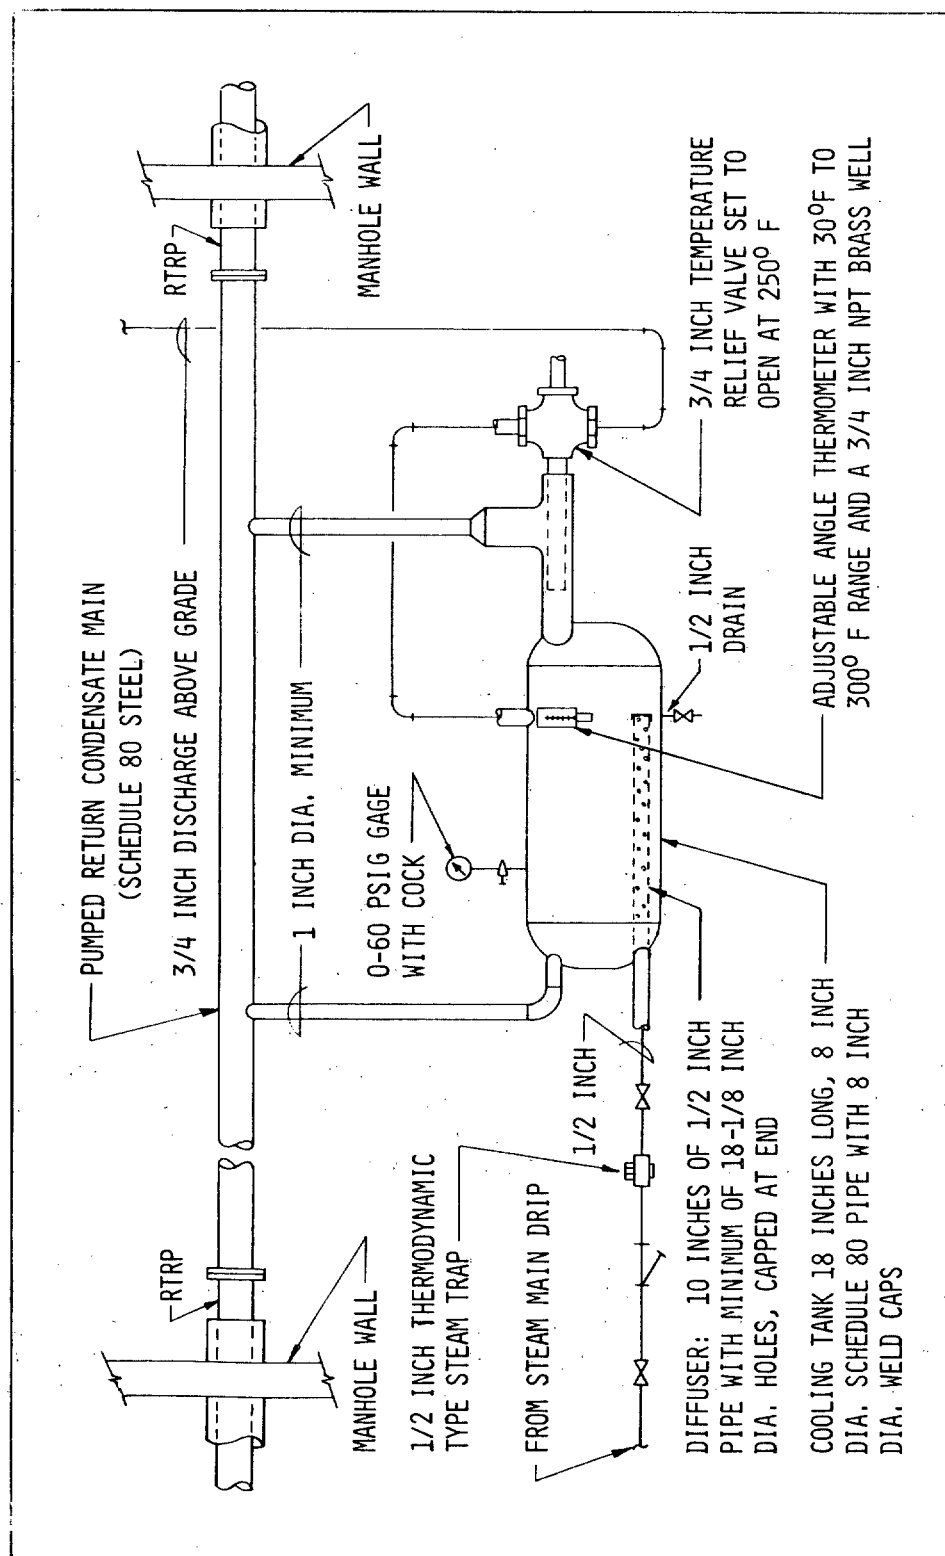 PUMPED RETURN CONDENSATE MAIN
(SCHEDULE 80 STEEL)
3/4 INCH DISCHARGE ABOVE GRADE
RTRP
RTRP
MANHOLE WALL
MANHOLE WALL
1 INCH DIA. MINIMUM
0-60 PSIG GAGE
WITH COCK
1/2 INCH THERMODYNAMIC
TYPE STEAM TRAP
1/2 INCH
FROM STEAM MAIN DRIP
3/4 INCH TEMPERATURE
RELIEF VALVE SET TO
OPEN AT 250° F
1/2 INCH
DRAIN
DIFFUSER: 10 INCHES OF 1/2 INCH
PIPE WITH MINIMUM OF 18-1/8 INCH
DIA. HOLES, CAPPED AT END
ADJUSTABLE ANGLE THERMOMETER WITH 30°F TO
300° F RANGE AND A 3/4 INCH NPT BRASS WELL
COOLING TANK 18 INCHES LONG, 8 INCH
DIA. SCHEDULE 80 PIPE WITH 8 INCH
DIA. WELD CAPS